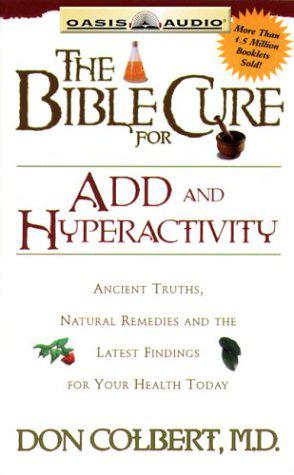 OASIS AUDIO
More Than
1.5 Million
Booklets
Sold!
THE
BIBLE CURE
FOR
ADD AND
HYPERACTIVITY
ANCIENT TRUTHS,
NATURAL REMEDIES AND THE
LATEST FINDINGS
FOR YOUR HEALTH TODAY
DON COLBERT, M.D.